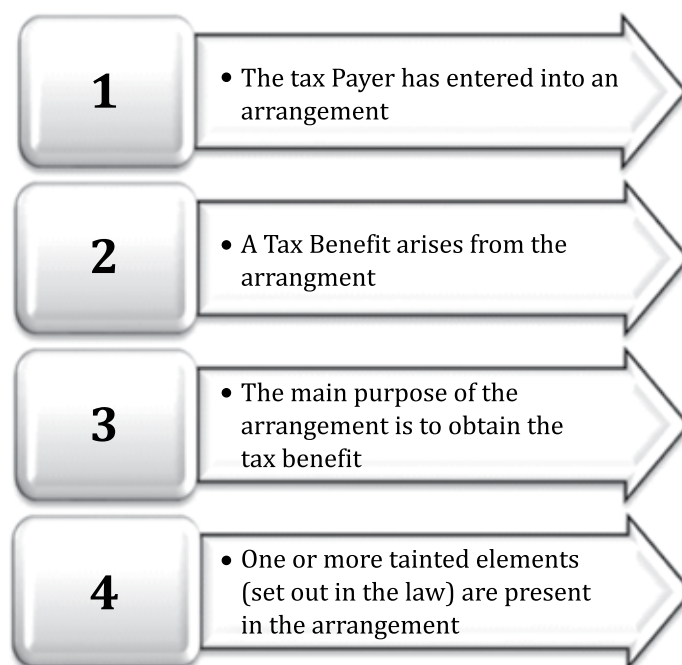 1
• The tax Payer has entered into an
arrangement
2
• A Tax Benefit arises from the
arrangment
3
• The main purpose of the
arrangement is to obtain the
tax benefit
4
• One or more tainted elements
(set out in the law) are present
in the arrangement